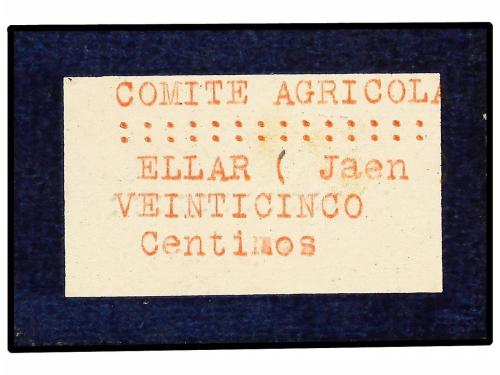 COMITE AGRICOLA
: : : : : : : : : : : : : :
ELLAR ( Jaen
VEINTICINCO
Centimos